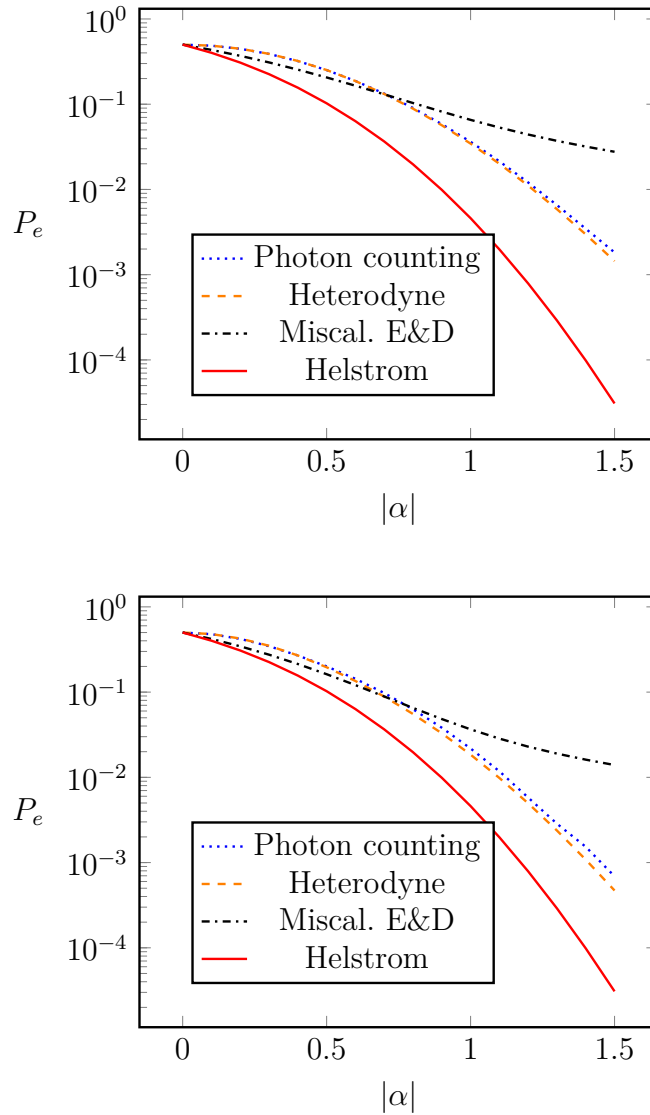 10^0
10^{-1}
10^{-2}
10^{-3}
10^{-4}
P_e
Photon counting
Heterodyne
Miscal. E&D
Helstrom
0 0.5 1 1.5
|α|
10^0
10^{-1}
10^{-2}
10^{-3}
10^{-4}
P_e
Photon counting
Heterodyne
Miscal. E&D
Helstrom
0 0.5 1 1.5
|α|